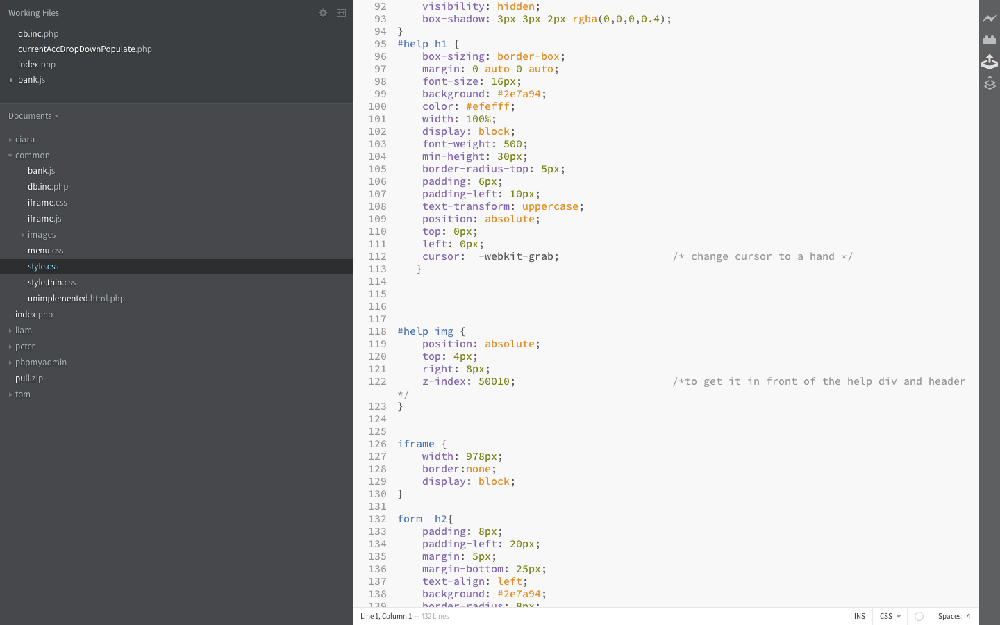 Working Files
db.inc.php
currentAccDropDownPopulate.php
index.php
bank.js
Documents
ciara
common
bank.js
db.inc.php
iframe.css
iframe.js
images
menu.css
style.css
style.thin.css
unimplemented.html.php
index.php
liam
peter
phpmyadmin
pull.zip
tom
92 visibility: hidden;
93 box-shadow: 3px 3px 2px rgba(0,0,0,0.4);
94 }
95 #help h1 {
96 box-sizing: border-box;
97 margin: 0 auto 0 auto;
98 font-size: 16px;
99 background: #2e7a94;
100 color: #efefff;
101 width: 100%;
102 display: block;
103 font-weight: 500;
104 min-height: 30px;
105 border-radius-top: 5px;
106 padding: 6px;
107 padding-left: 10px;
108 text-transform: uppercase;
109 position: absolute;
110 top: 0px;
111 left: 0px;
112 cursor:  -webkit-grab; /* change cursor to a hand */
113 }
114
115
116
117
118 #help img {
119 position: absolute;
120 top: 4px;
121 right: 8px;
122 z-index: 50010; /*to get it in front of the help div and header
*/
123 }
124
125
126 iframe {
127 width: 978px;
128 border:none;
129 display: block;
130 }
131
132 form  h2{
133 padding: 8px;
134 padding-left: 20px;
135 margin: 5px;
136 margin-bottom: 25px;
137 text-align: left;
138 background: #2e7a94;
139 border-radius: 8px;
Line 1, Column 1 — 432 Lines
INS
CSS
Spaces: 4